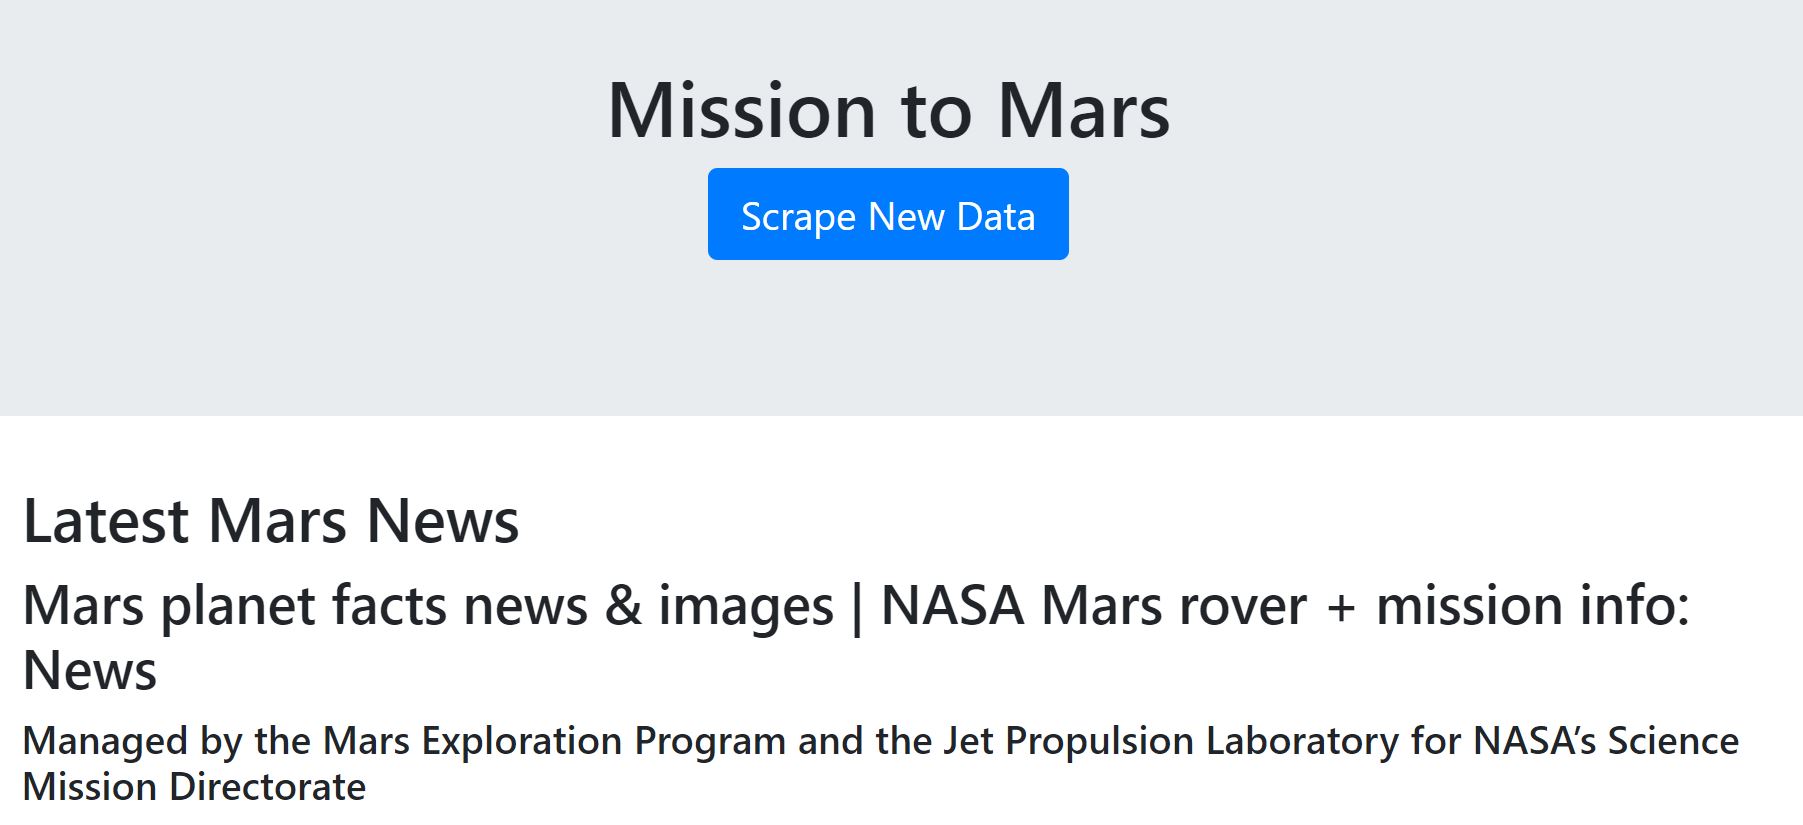 Mission to Mars
Scrape New Data
Latest Mars News
Mars planet facts news & images | NASA Mars rover + mission info:
News
Managed by the Mars Exploration Program and the Jet Propulsion Laboratory for NASA’s Science
Mission Directorate